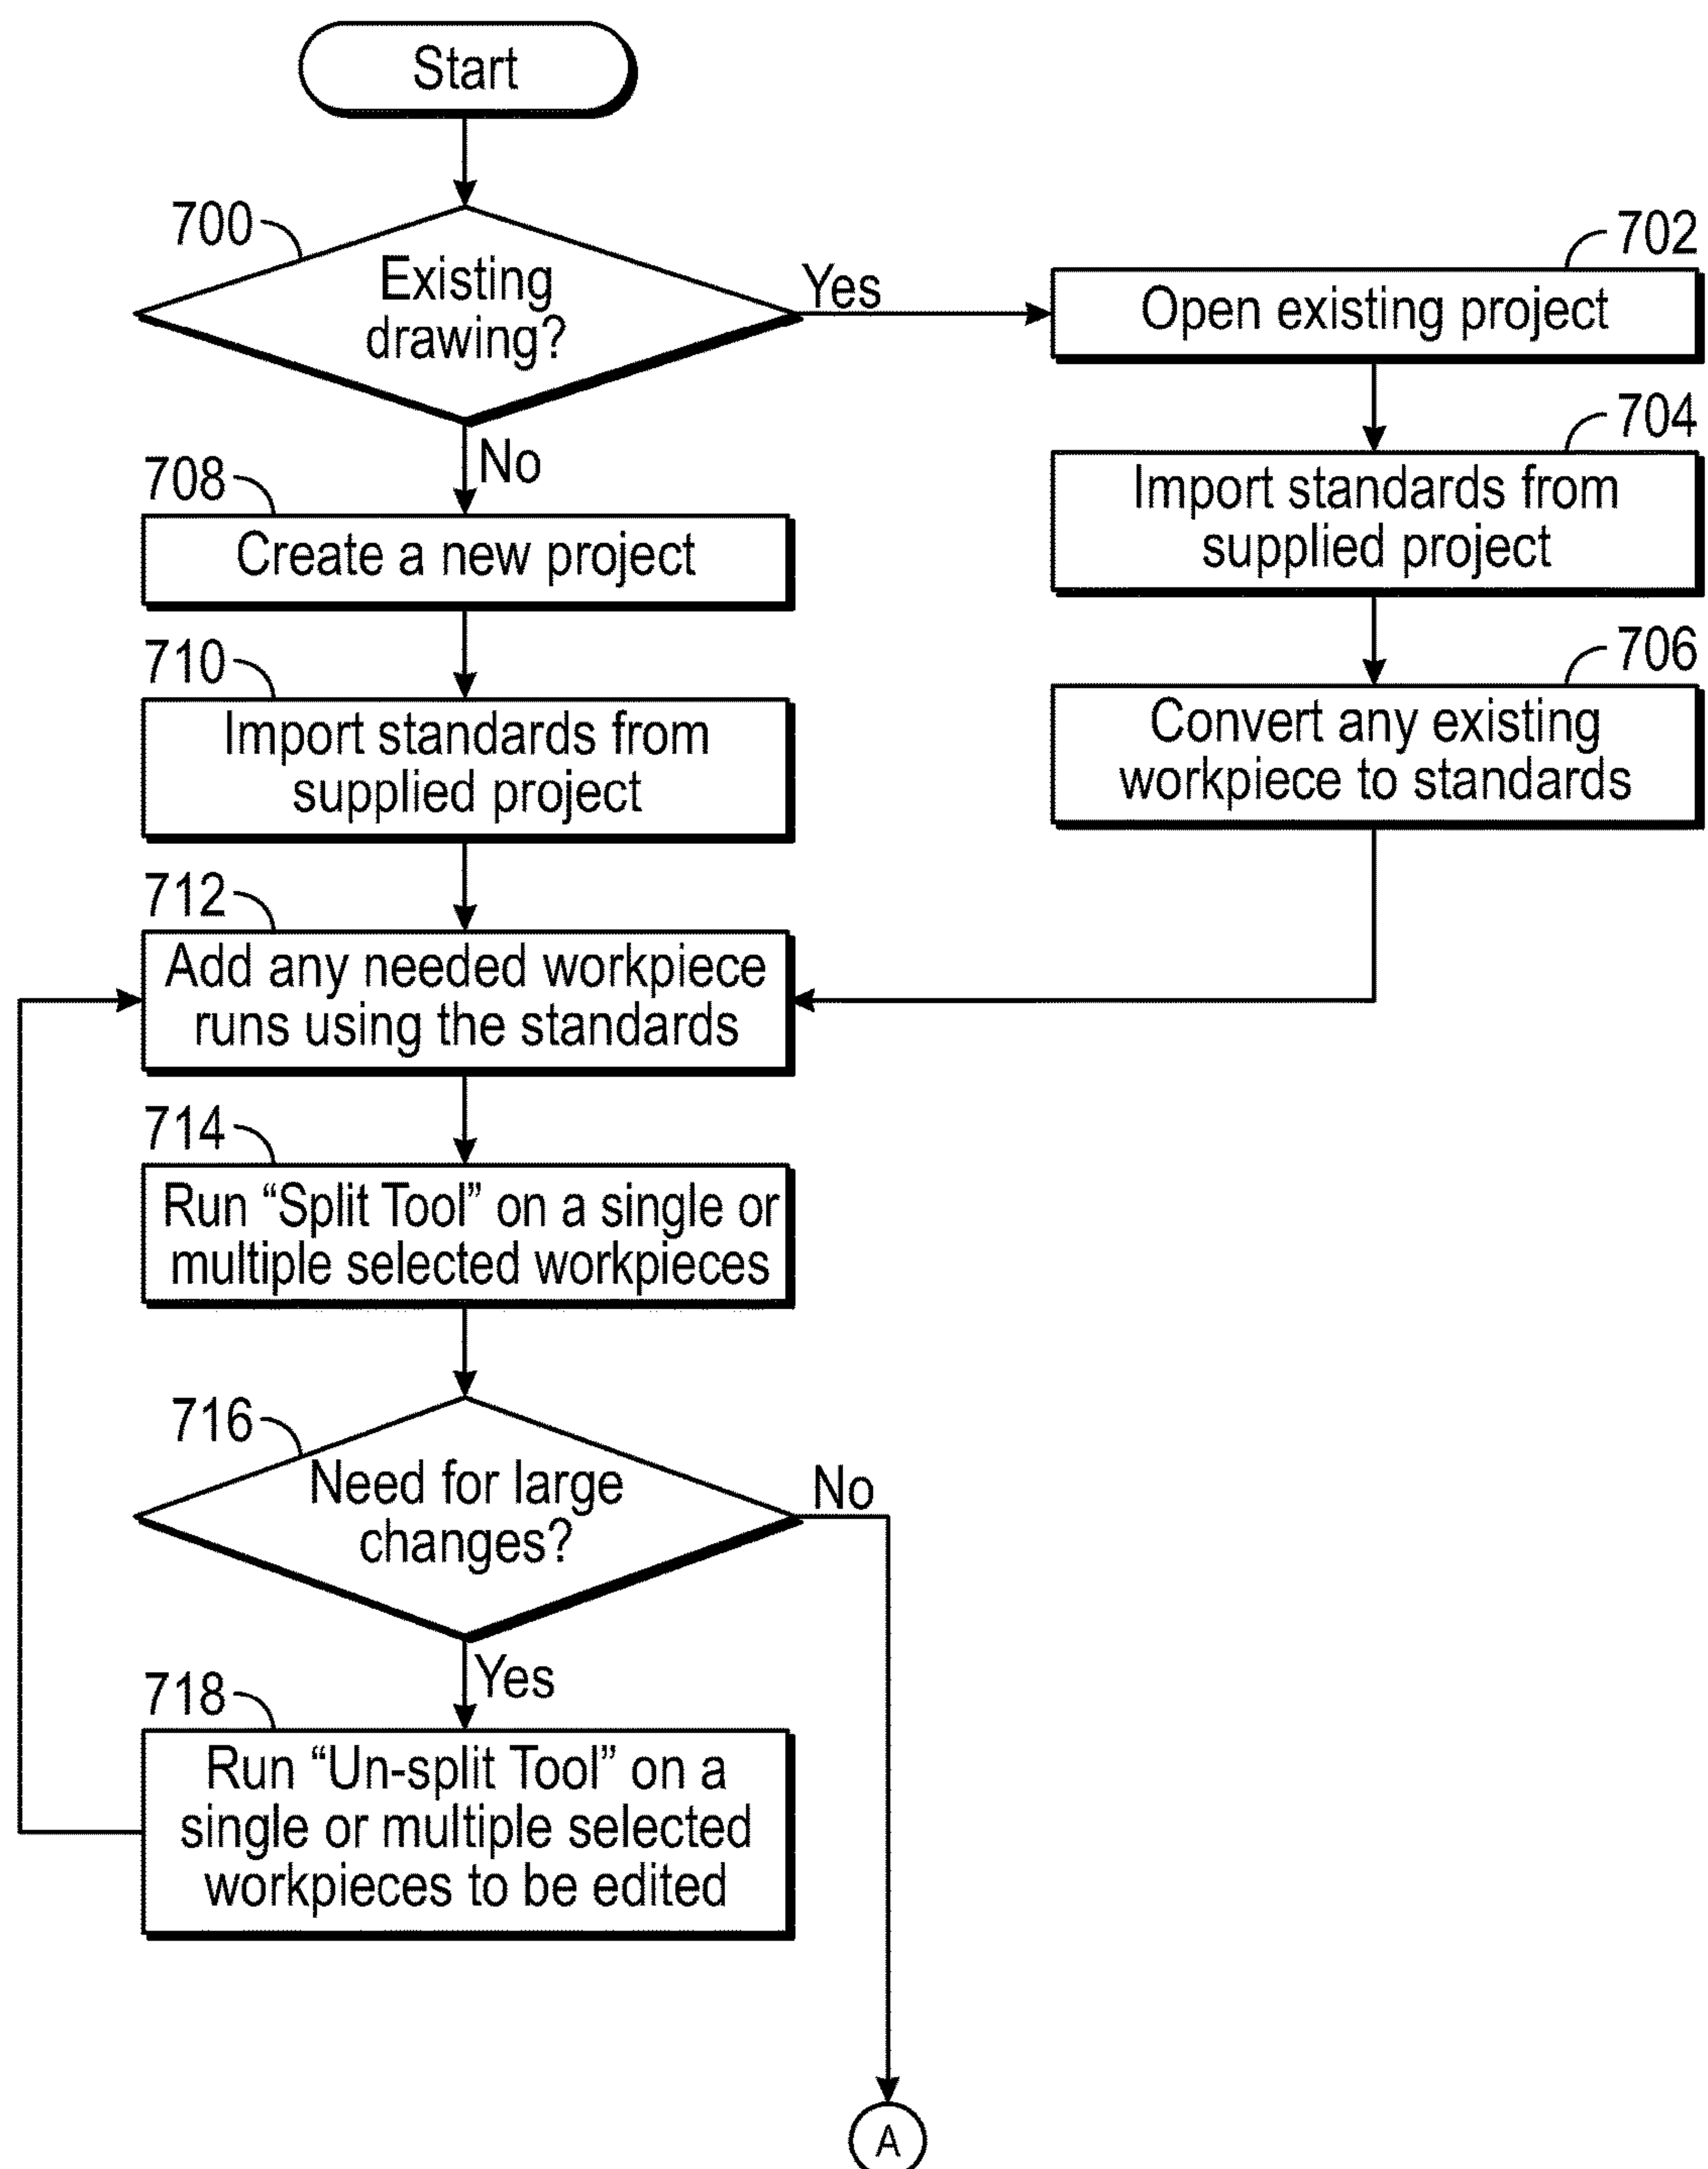 Start
700
Existing
drawing?
Yes
702
Open existing project
704
Import standards from
supplied project
706
Convert any existing
workpiece to standards
No
708
Create a new project
710
Import standards from
supplied project
712
Add any needed workpiece
runs using the standards
714
Run “Split Tool” on a single or
multiple selected workpieces
716
Need for large
changes?
No
Yes
718
Run “Un-split Tool” on a
single or multiple selected
workpieces to be edited
A